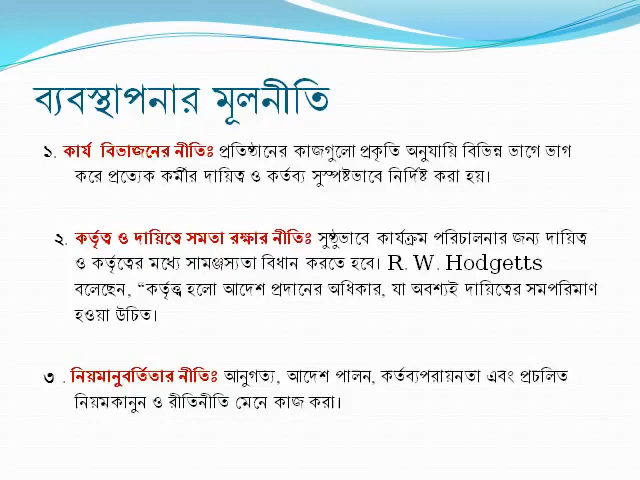 ব্যবস্থাপনার মূলনীতি
১. কার্য বিভাজনের নীতিঃ প্রতিষ্ঠানের কাজগুলো প্রকৃতি অনুযায়ি বিভিন্ন ভাগে ভাগ
করে প্রত্যেক কর্মীর দায়িত্ব ও কর্তব্য সুস্পষ্টভাবে নির্দিষ্ট করা হয়।
২. কর্তৃত্ব ও দায়িত্বে সমতা রক্ষার নীতিঃ সুষ্ঠুভাবে কার্যক্রম পরিচালনার জন্য দায়িত্ব
ও কর্তৃত্বের মধ্যে সামঞ্জস্যতা বিধান করতে হবে। R. W. Hodgetts
বলেছেন, “কর্তৃত্ত্ব হলো আদেশ প্রদানের অধিকার, যা অবশ্যই দায়িত্বের সমপরিমাণ
হওয়া উচিত।
৩ . নিয়মানুবর্তিতার নীতিঃ আনুগত্য, আদেশ পালন, কর্তব্যপরায়নতা এবং প্রচলিত
নিয়মকানুন ও রীতিনীতি মেনে কাজ করা।